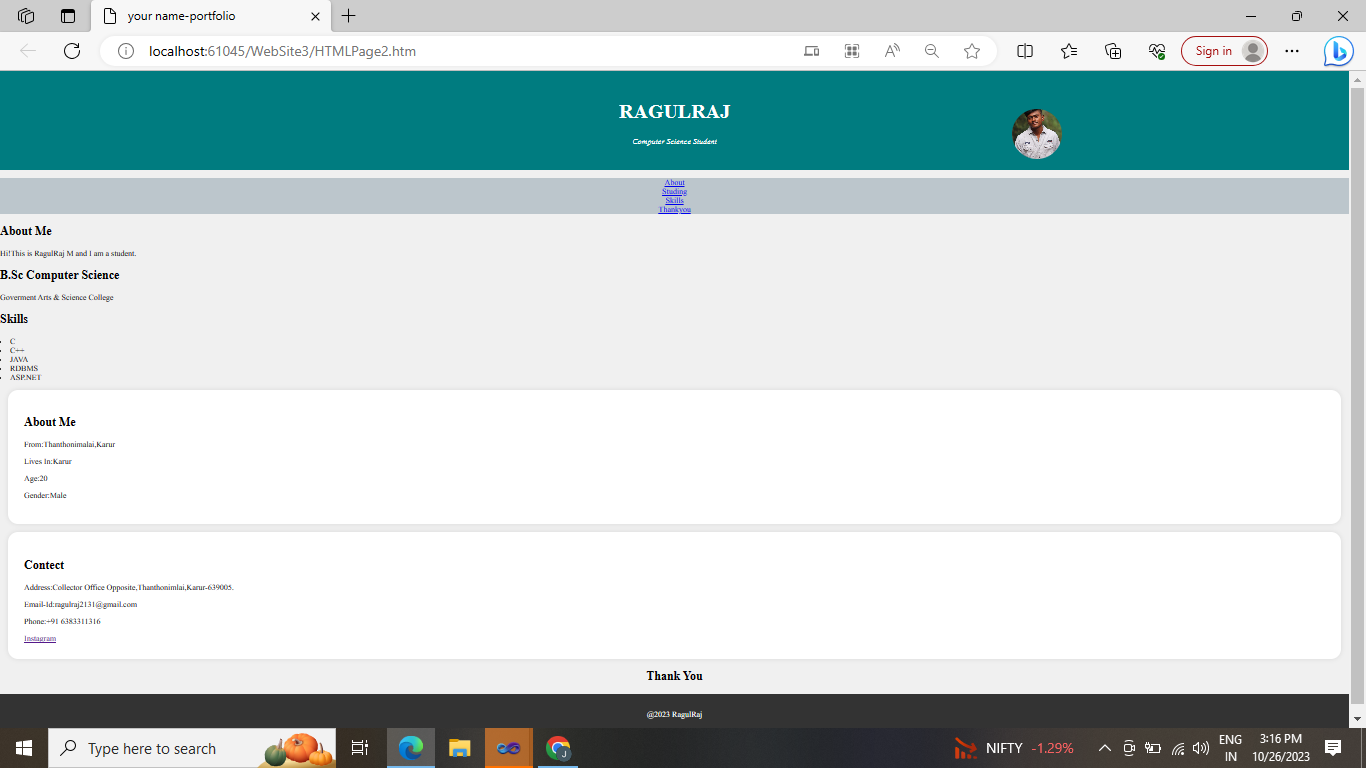 your name-portfolio
localhost:61045/WebSite3/HTMLPage2.htm
Sign in
RAGULRAJ
Computer Science Student
About
Studing
Skills
Thankyou
About Me
Hi!This is RagulRaj M and I am a student.
B.Sc Computer Science
Goverment Arts & Science College
Skills
C
C++
JAVA
RDBMS
ASP.NET
About Me
From:Thanthonimalai,Karur
Lives In:Karur
Age:20
Gender:Male
Contect
Address:Collector Office Opposite,Thanthonimlai,Karur-639005.
Email-Id:ragulraj2131@gmail.com
Phone:+91 6383311316
Instagram
Thank You
@2023 RagulRaj
Type here to search
NIFTY -1.29%
ENG
IN
3:16 PM
10/26/2023